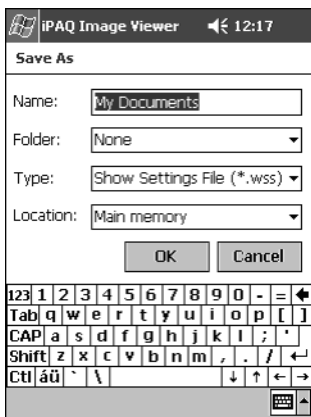 iPAQ Image Viewer 12:17
Save As
Name: My Documents
Folder: None
Type: Show Settings File (*.wss)
Location: Main memory
OK Cancel
123 1 2 3 4 5 6 7 8 9 0 - =
Tab q w e r t y u i o p [ ]
CAP a s d f g h j k l ; '
Shift z x c v b n m , . /
Ctl áü ` \